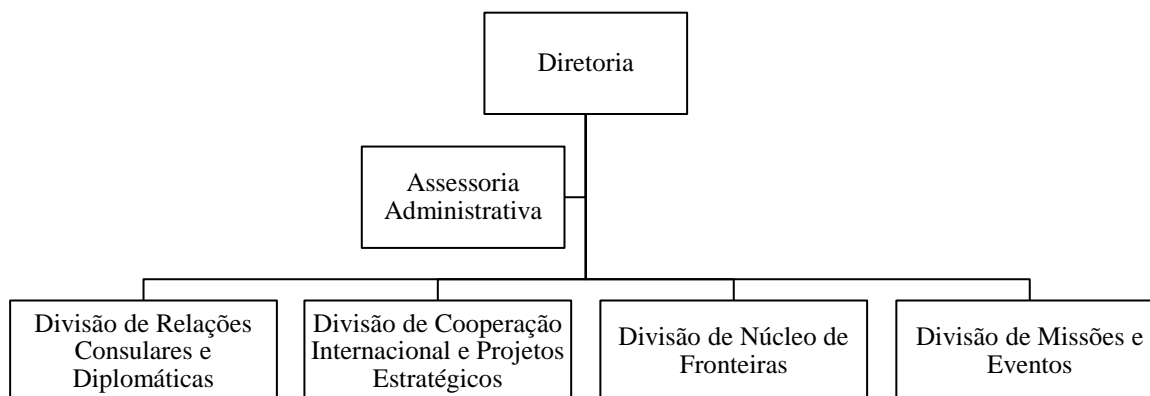 Diretoria
Assessoria
Administrativa
Divisão de Relações
Consulares e
Diplomáticas
Divisão de Cooperação
Internacional e Projetos
Estratégicos
Divisão de Núcleo de
Fronteiras
Divisão de Missões e
Eventos